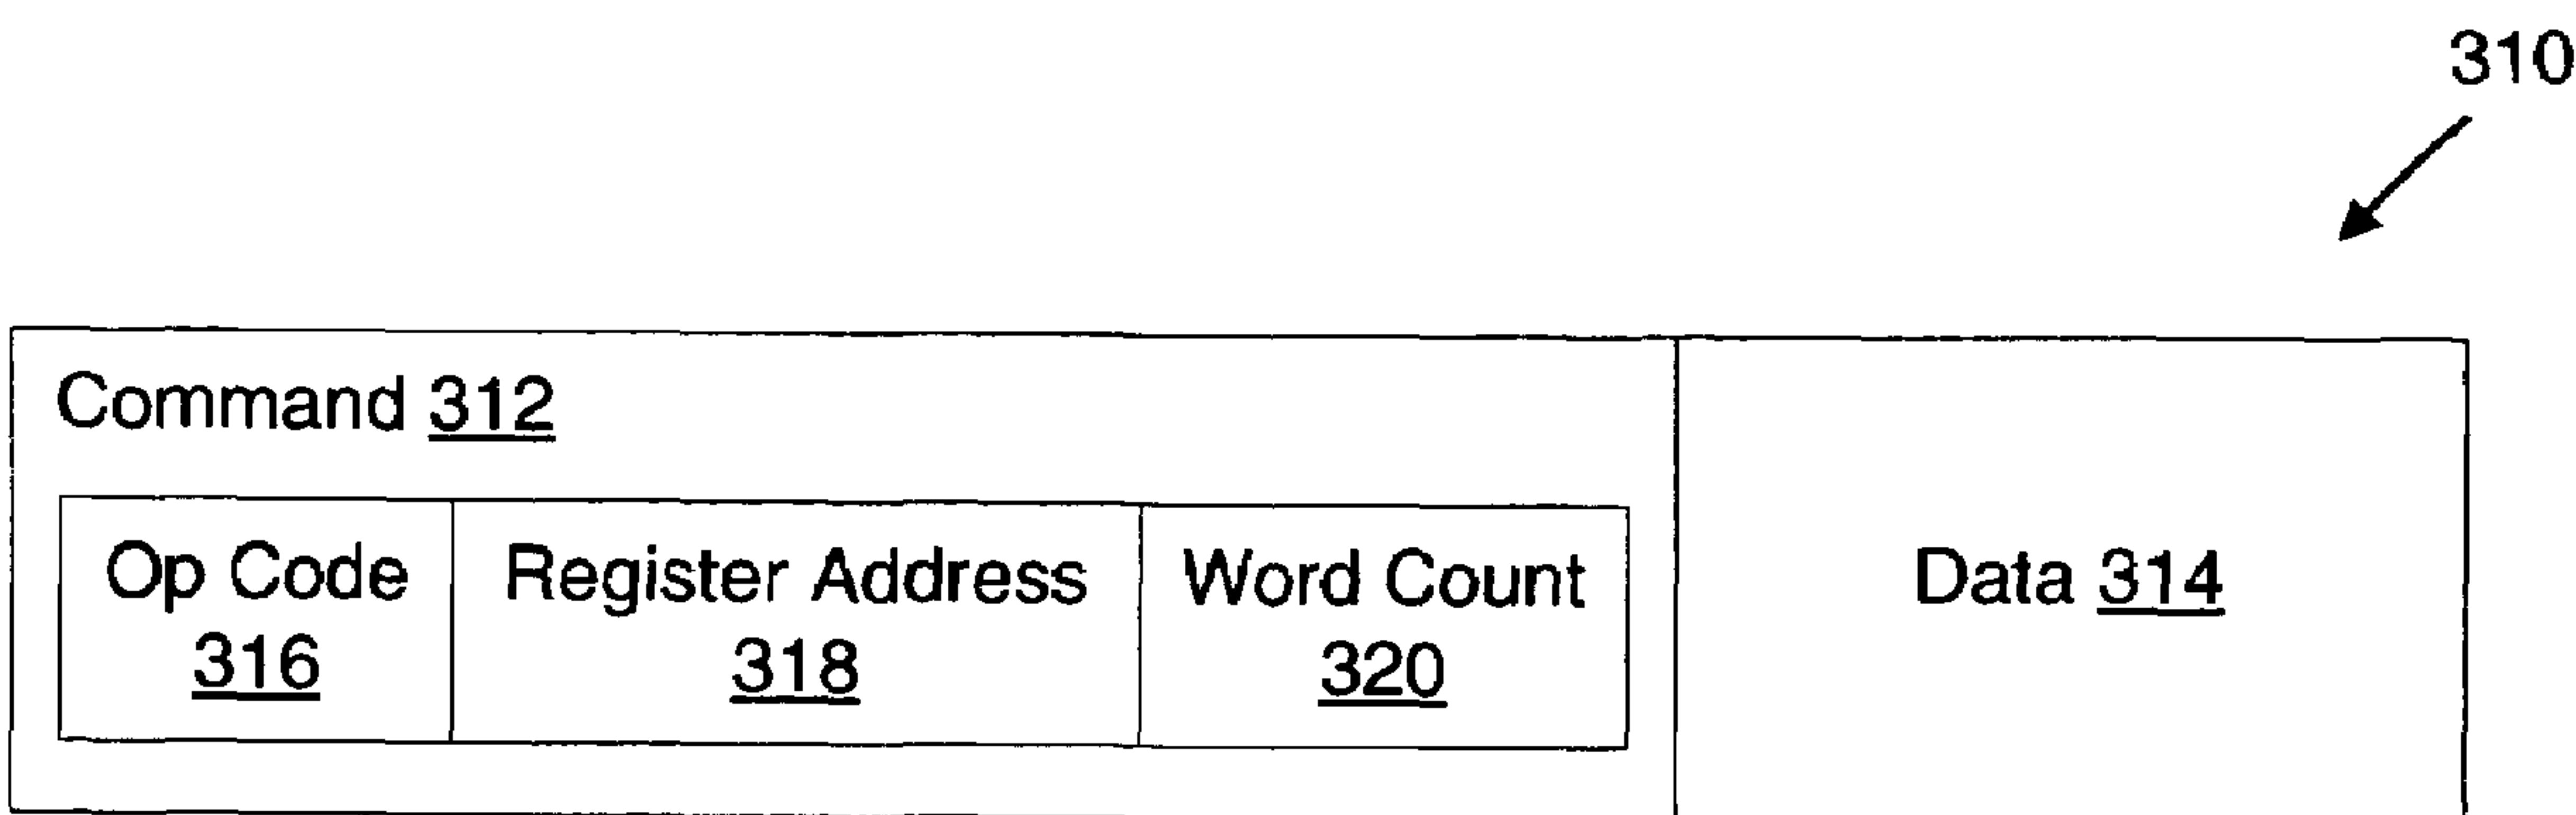 310
Command 312
Op Code
316
Register Address
318
Word Count
320
Data 314